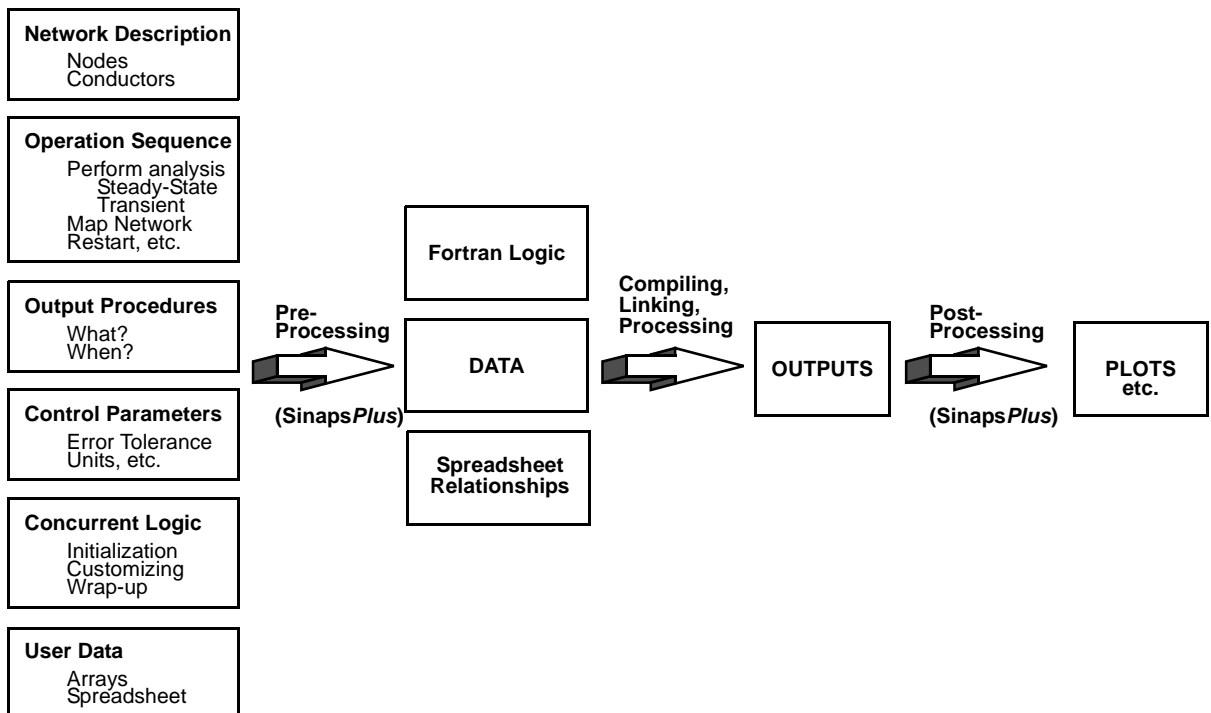 Network Description
Nodes
Conductors
Operation Sequence
Perform analysis
Steady-State
Transient
Map Network
Restart, etc.
Output Procedures
What?
When?
Control Parameters
Error Tolerance
Units, etc.
Concurrent Logic
Initialization
Customizing
Wrap-up
User Data
Arrays
Spreadsheet
Pre-
Processing
(SinapsPlus)
Fortran Logic
DATA
Spreadsheet
Relationships
Compiling,
Linking,
Processing
OUTPUTS
Post-
Processing
(SinapsPlus)
PLOTS
etc.